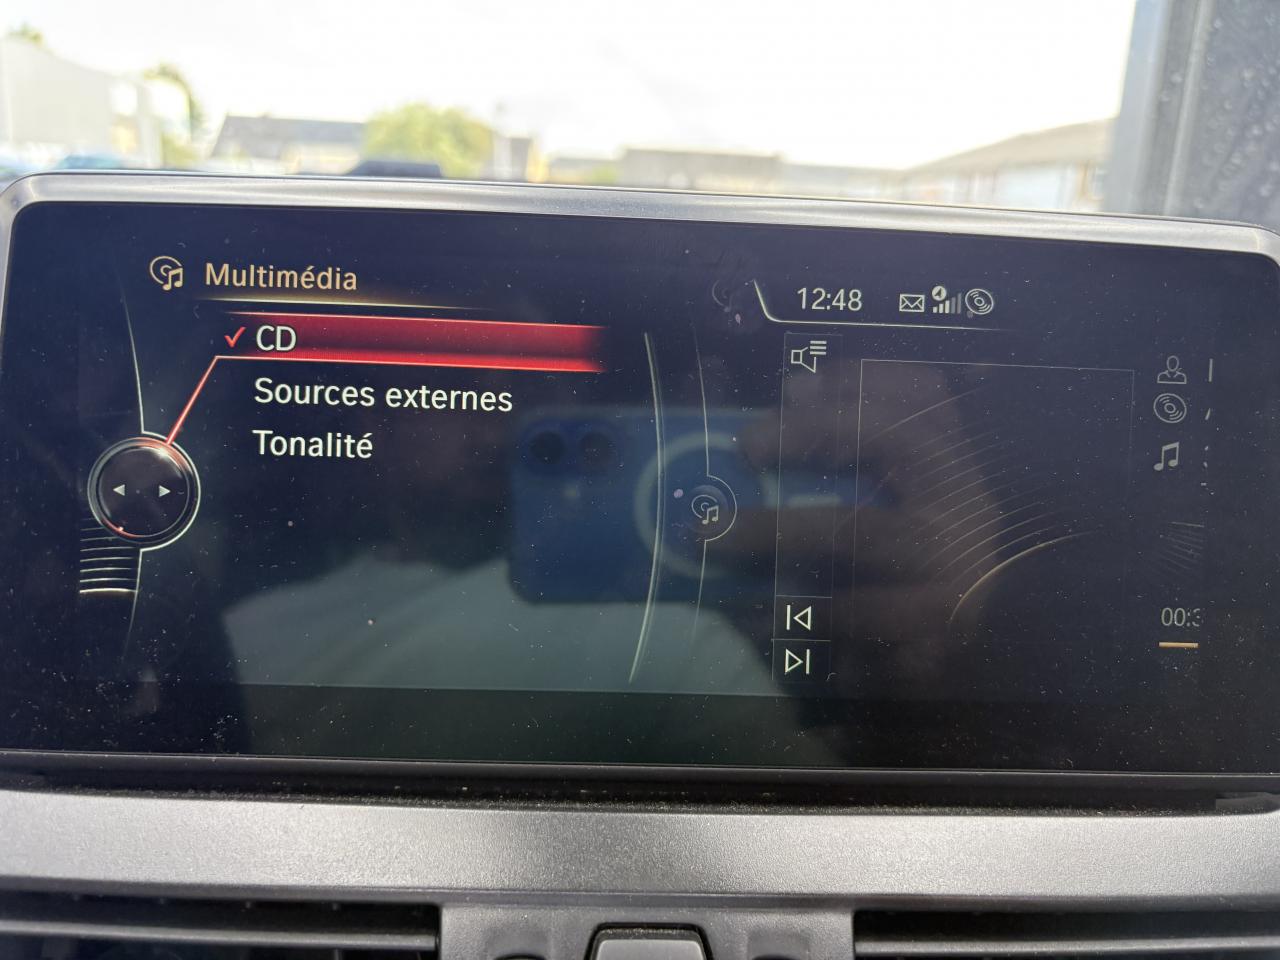 Multimédia
12:48
CD
Sources externes
Tonalité